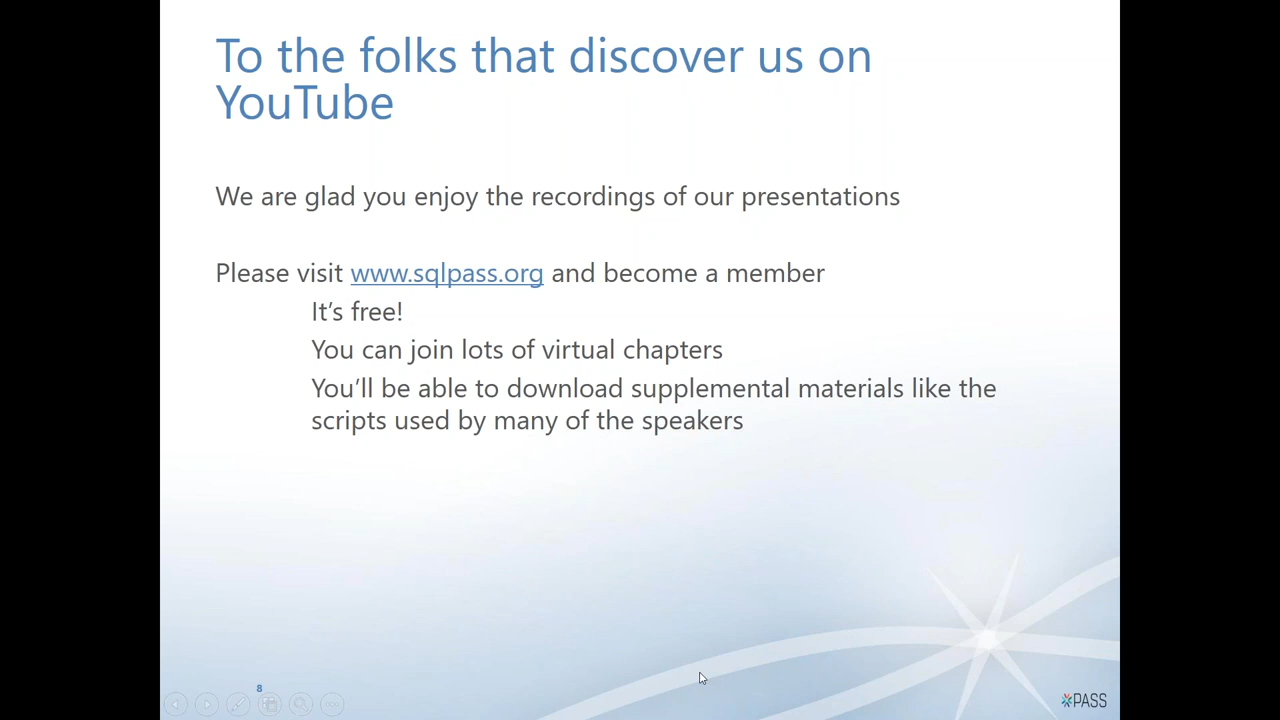 To the folks that discover us on
YouTube
We are glad you enjoy the recordings of our presentations
Please visit www.sqlpass.org and become a member
It's free!
You can join lots of virtual chapters
You'll be able to download supplemental materials like the
scripts used by many of the speakers
8
PASS